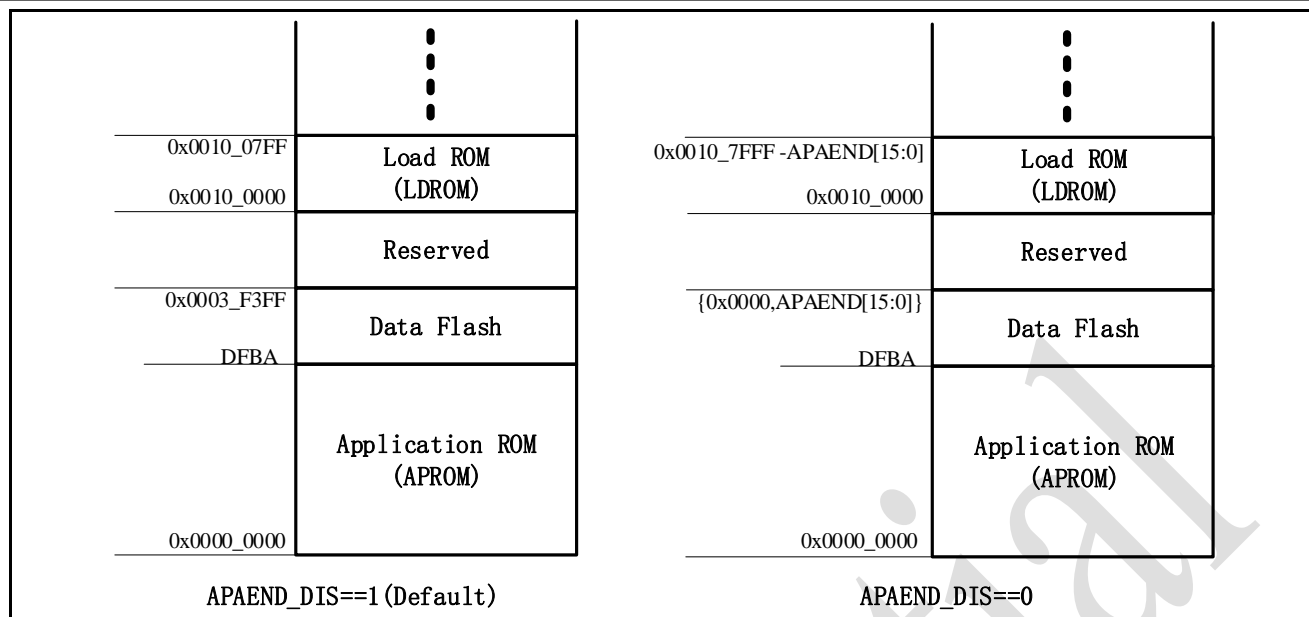 0x0010_07FF
Load ROM
(LDROM)
0x0010_0000
Reserved
0x0003_F3FF
Data Flash
DFBA
Application ROM
(APROM)
0x0000_0000
APAEND_DIS==1(Default)
0x0010_7FFF -APAEND[15:0]
Load ROM
(LDROM)
0x0010_0000
Reserved
{0x0000,APAEND[15:0]}
Data Flash
DFBA
Application ROM
(APROM)
0x0000_0000
APAEND_DIS==0